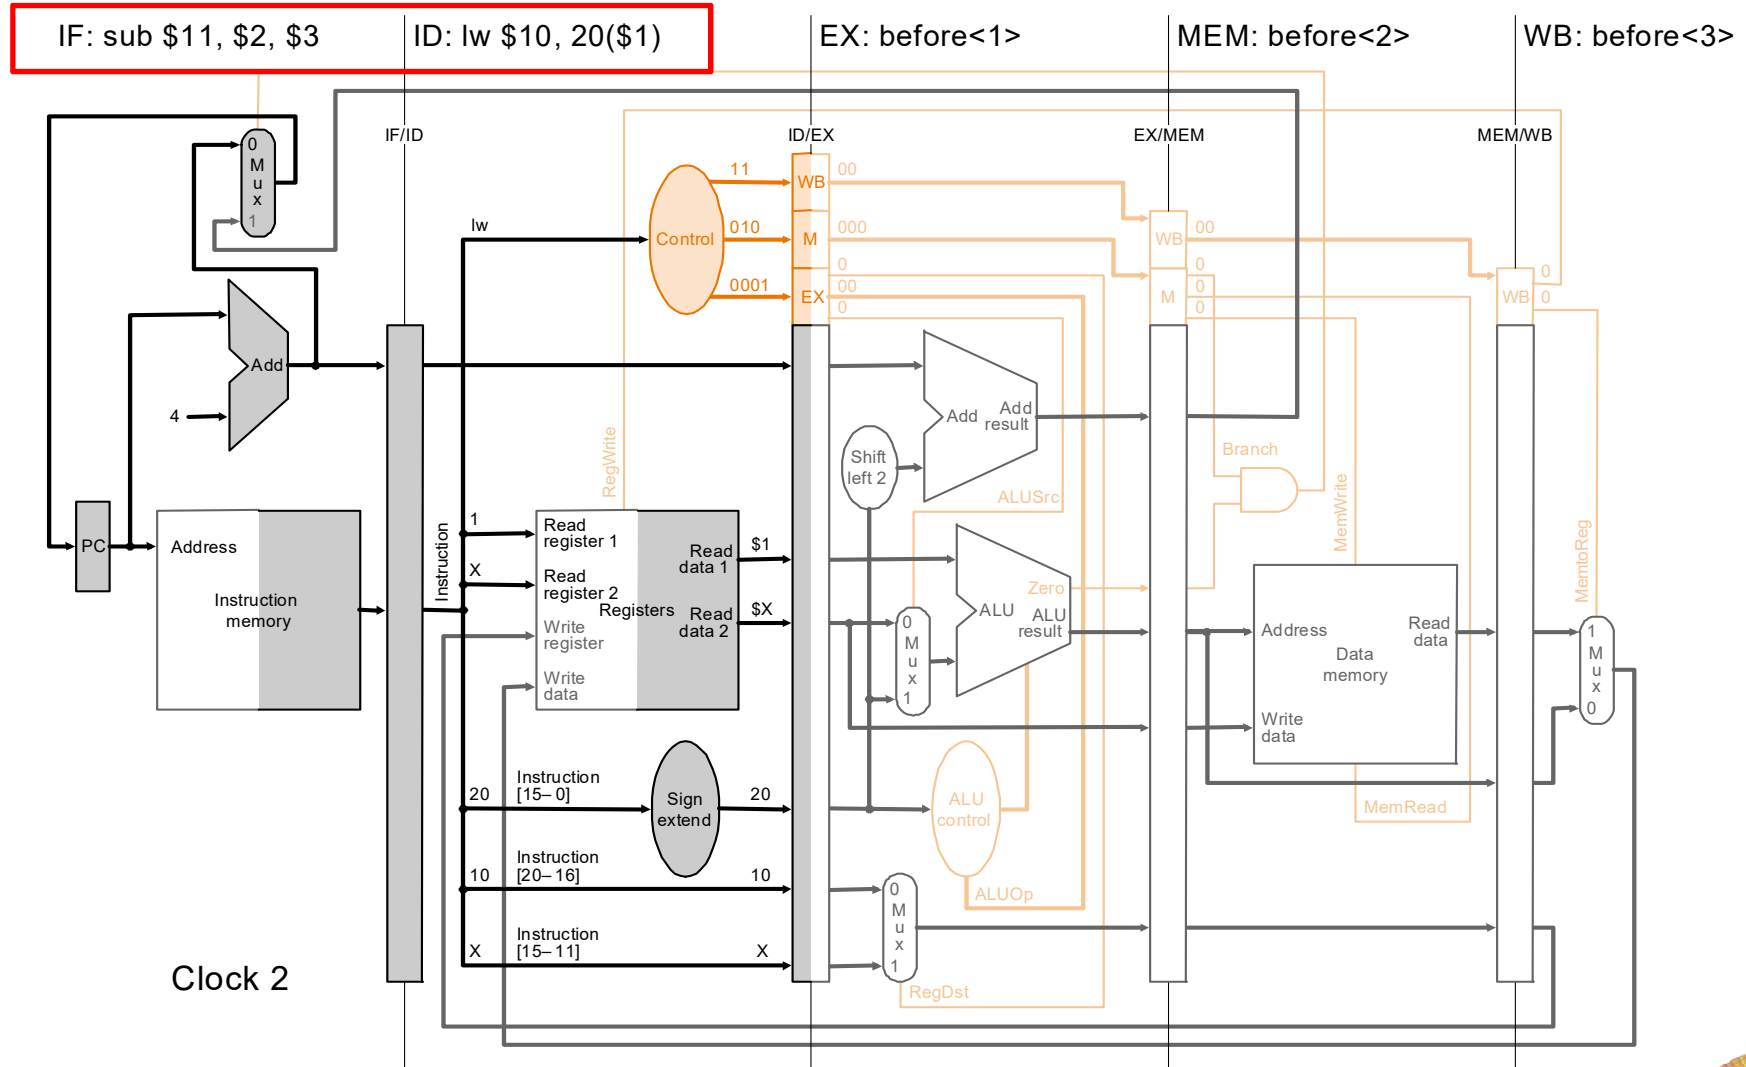 IF: sub $11, $2, $3
ID: lw $10, 20($1)
EX: before<1>
MEM: before<2>
WB: before<3>
IF/ID
ID/EX
EX/MEM
MEM/WB
0
M
u
x
1
lw
Control
11
010
0001
WB
M
EX
00
000
0
00
0
WB
M
00
0
0
0
WB
0
0
Add
4
PC
Address
Instruction
memory
Instruction
RegWrite
1
X
Read
register 1
Read
register 2
Registers
Write
register
Write
data
Read
data 1
Read
data 2
$1
$X
Shift
left 2
Add
Add
result
ALUSrc
Branch
Zero
ALU
ALU
result
0
M
u
x
1
MemWrite
Address
Read
data
Data
memory
Write
data
MemRead
MemtoReg
1
M
u
x
0
20
Instruction
[15–0]
Sign
extend
20
ALU
control
ALUOp
10
Instruction
[20–16]
10
X
Instruction
[15–11]
X
0
M
u
x
1
RegDst
Clock 2